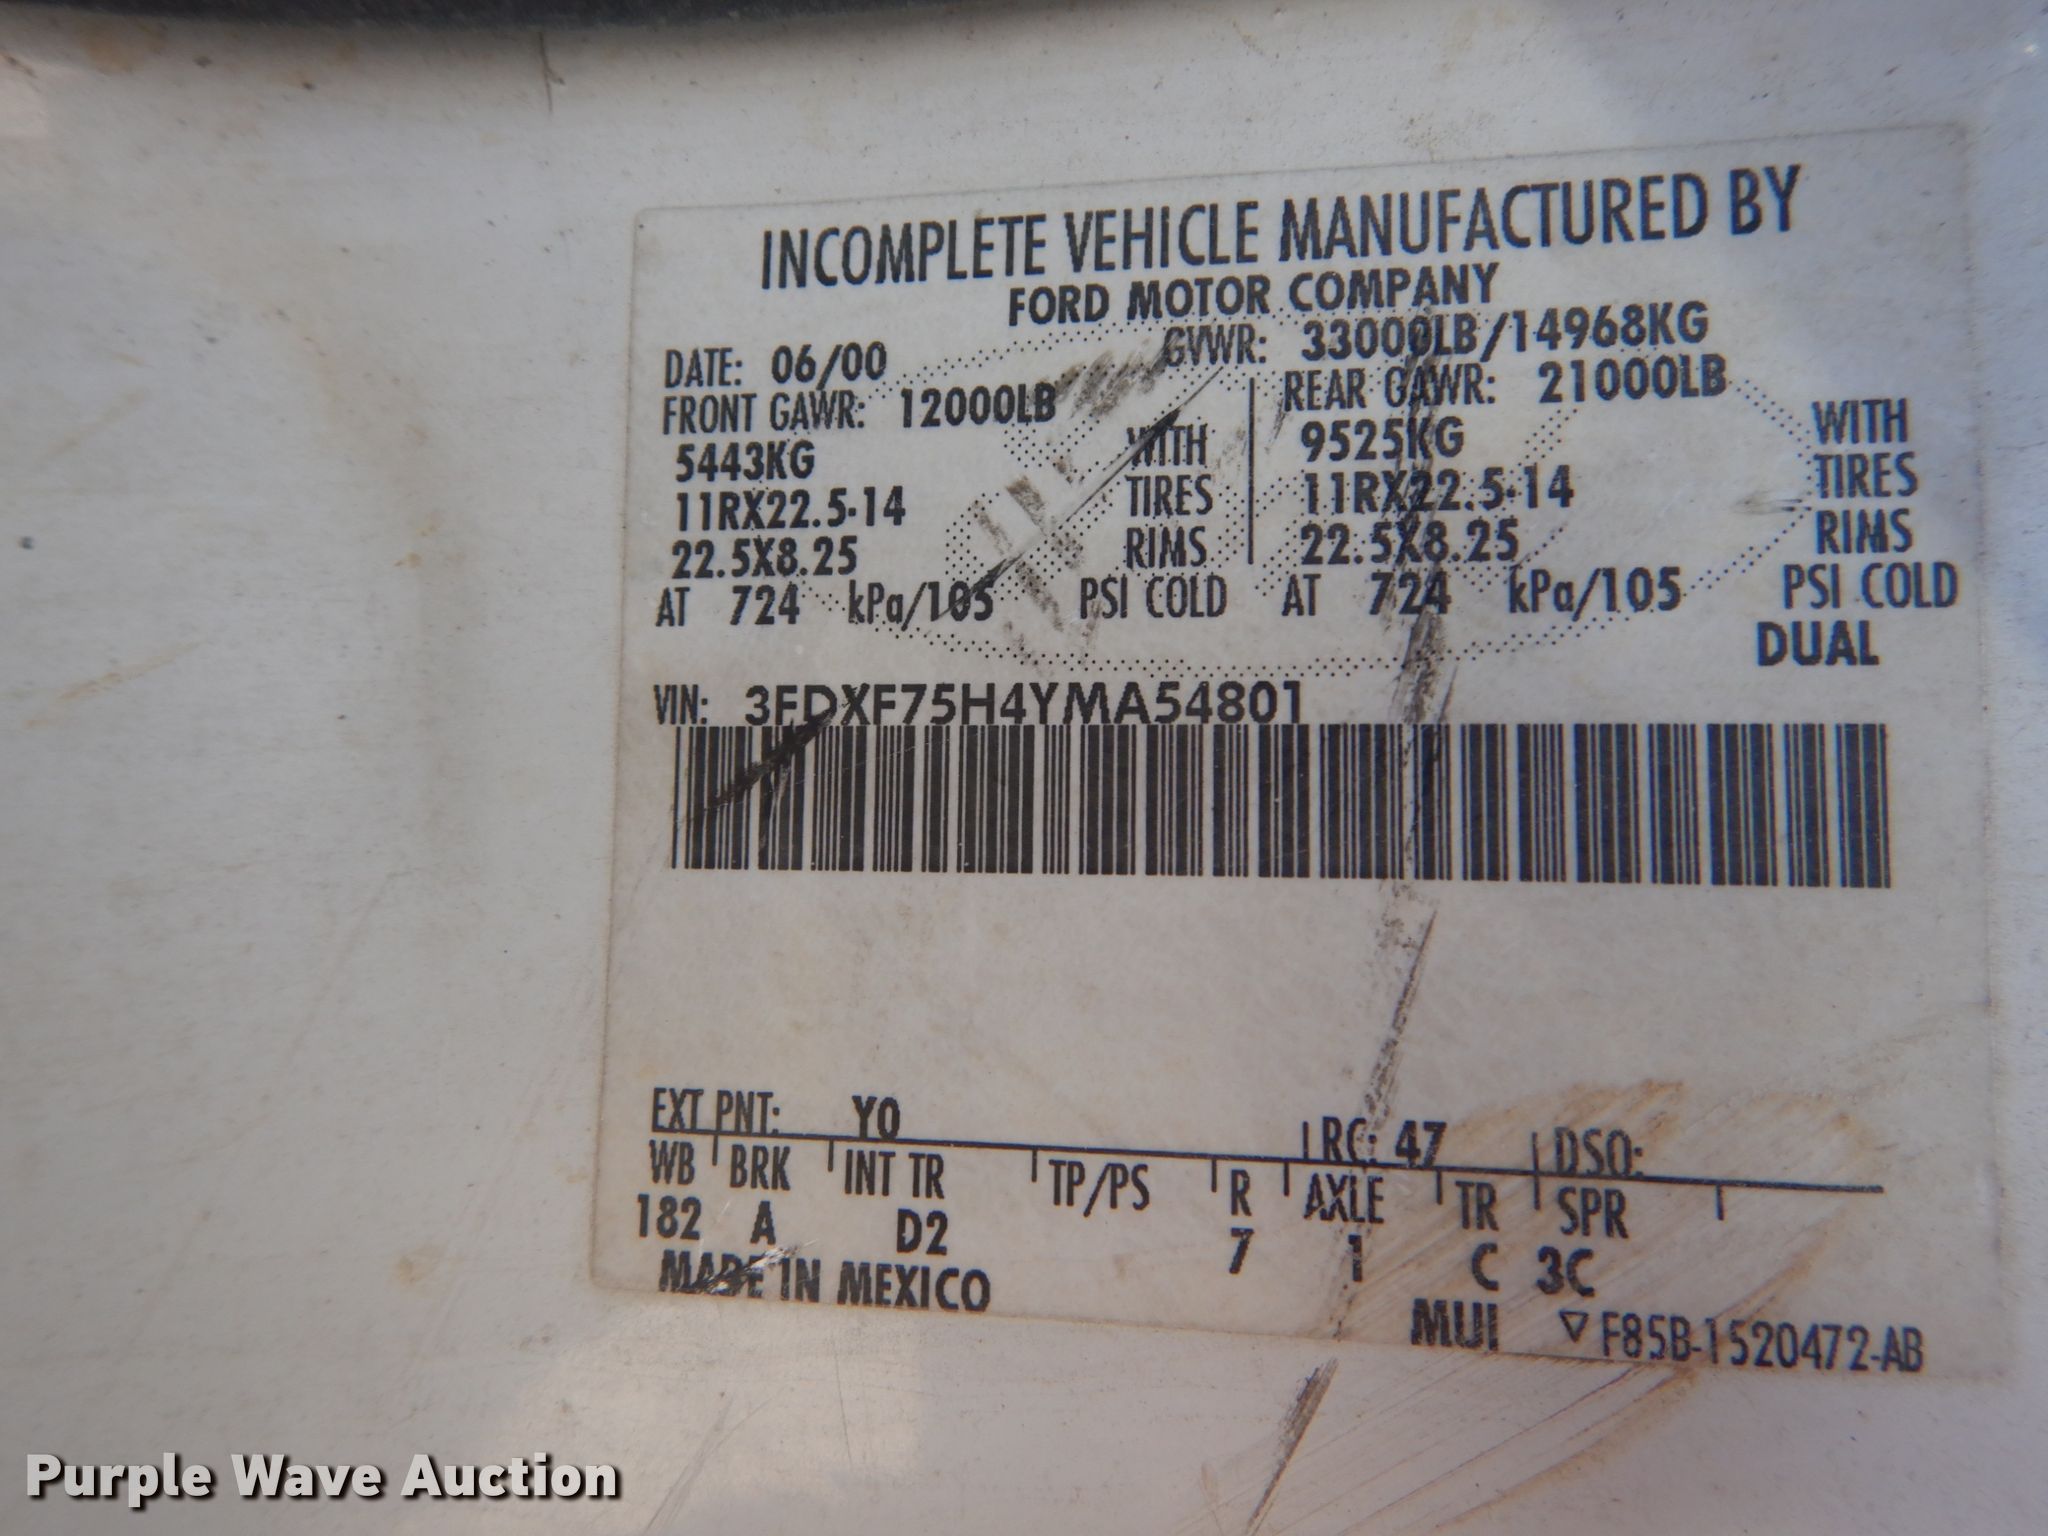 INCOMPLETE VEHICLE MANUFACTURED BY
FORD MOTOR COMPANY
DATE: 06/00 GVWR: 33000LB/14968KG
FRONT GAWR: 12000LB REAR GAWR: 21000LB
5443KG WITH 9525KG WITH
11RX22.5-14 TIRES 11RX22.5-14 TIRES
22.5X8.25 RIMS 22.5X8.25 RIMS
AT 724 kPa/105 PSI COLD AT 724 kPa/105 PSI COLD
DUAL
VIN: 3FDXF75H4YMA54801
EXT PNT: YO RC: 47 DSO:
WB BRK INT TR TP/PS R AXLE TR SPR
182 A D2 7 1 C 3C
MADE IN MEXICO
MUI ▽F85B-1520472-AB
Purple Wave Auction